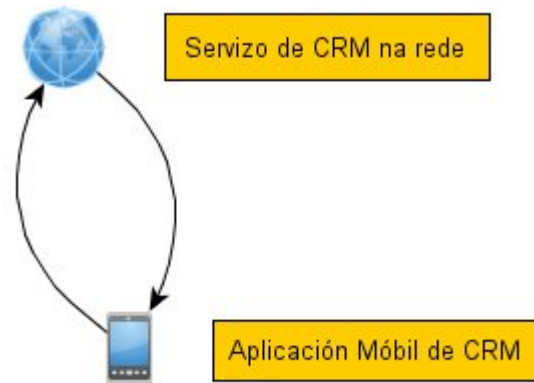 Servizo de CRM na rede
Aplicación Móbil de CRM